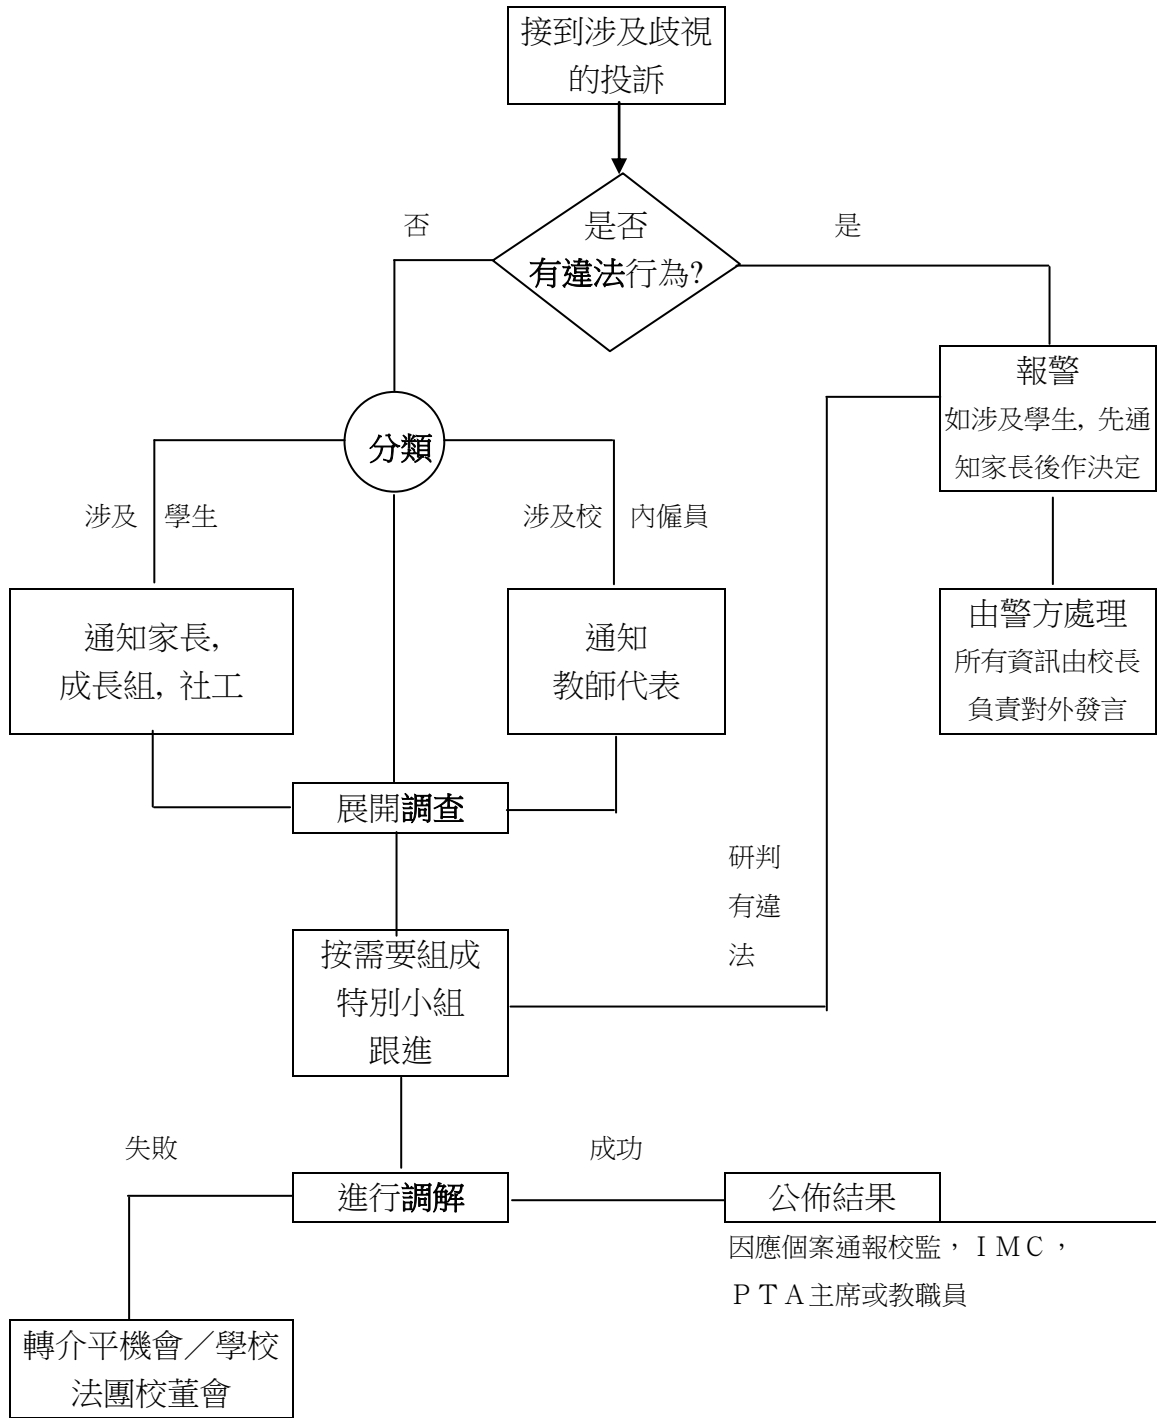 接到涉及歧視
的投訴
是否
有違法行為?
否
是
報警
如涉及學生, 先通
知家長後作決定
分類
涉及 學生
涉及校 內僱員
通知家長,
成長組, 社工
通知
教師代表
由警方處理
所有資訊由校長
負責對外發言
展開調查
研判
有違
法
按需要組成
特別小組
跟進
失敗
成功
進行調解
公佈結果
因應個案通報校監，ＩＭＣ，
ＰＴＡ主席或教職員
轉介平機會／學校
法團校董會